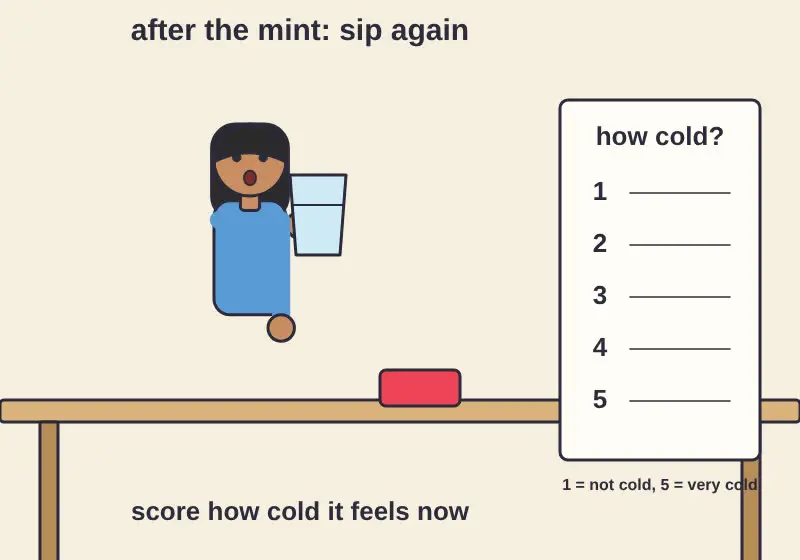 after the mint: sip again
how cold?
1
2
3
4
5
1 = not cold, 5 = very cold
score how cold it feels now